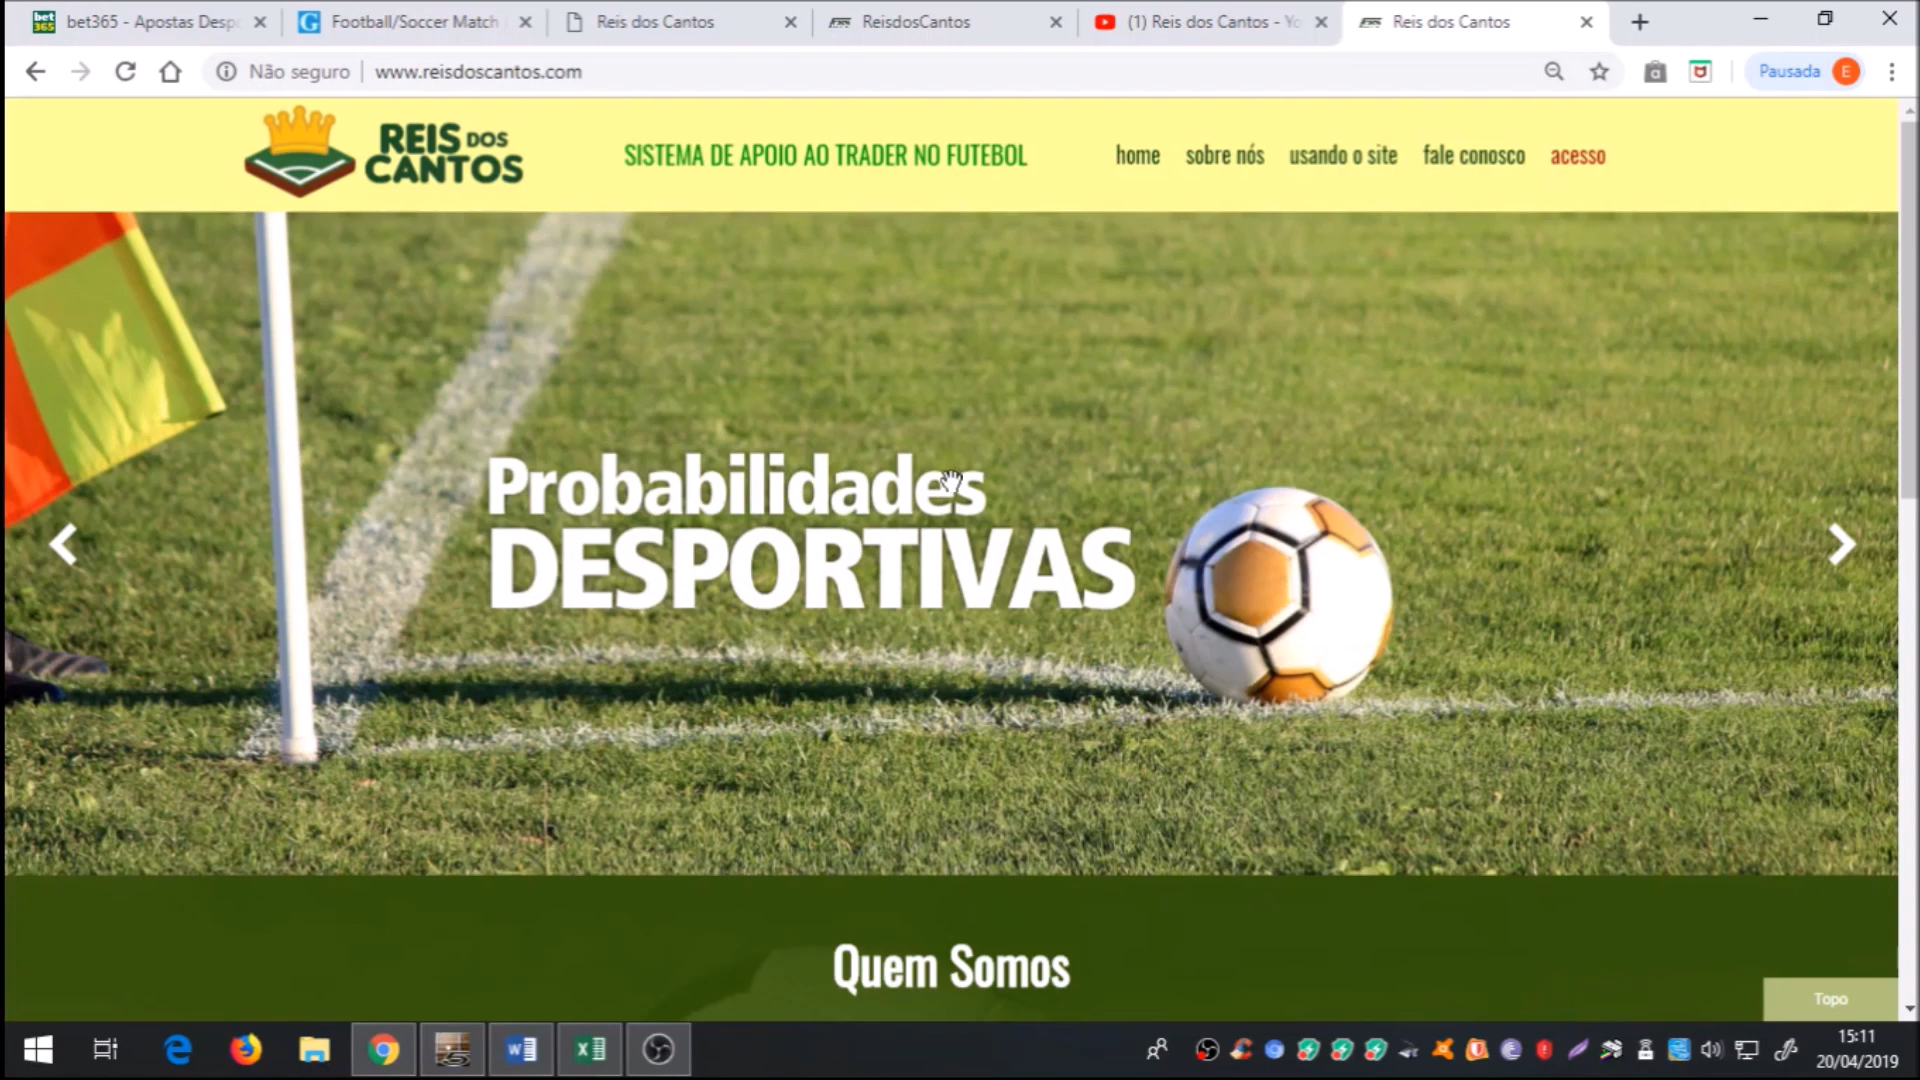 bet365 - Apostas Despo
Football/Soccer Match
Reis dos Cantos
ReisdosCantos
(1) Reis dos Cantos - Yo
Reis dos Cantos
Não seguro
www.reisdoscantos.com
Pausada
E
REIS DOS
CANTOS
SISTEMA DE APOIO AO TRADER NO FUTEBOL
home
sobre nós
usando o site
fale conosco
acesso
Probabilidades
DESPORTIVAS
Quem Somos
Topo
15:11
20/04/2019